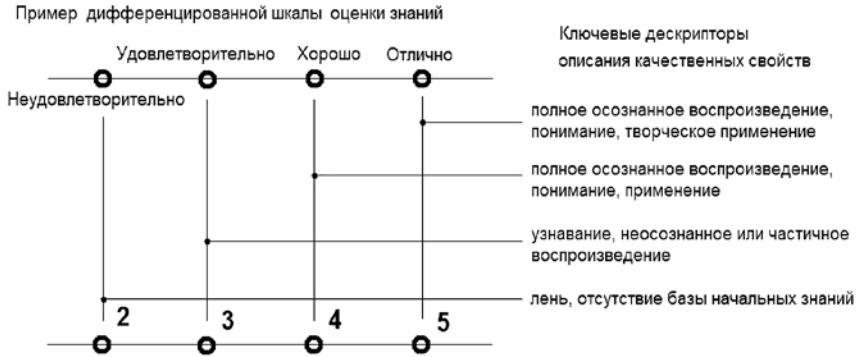 Пример дифференцированной шкалы оценки знаний
Ключевые дескрипторы
описания качественных свойств
Удовлетворительно Хорошо Отлично
Неудовлетворительно
полное осознанное воспроизведение,
понимание, творческое применение
полное осознанное воспроизведение,
понимание, применение
узнавание, неосознанное или частичное
воспроизведение
лень, отсутствие базы начальных знаний
2 3 4 5